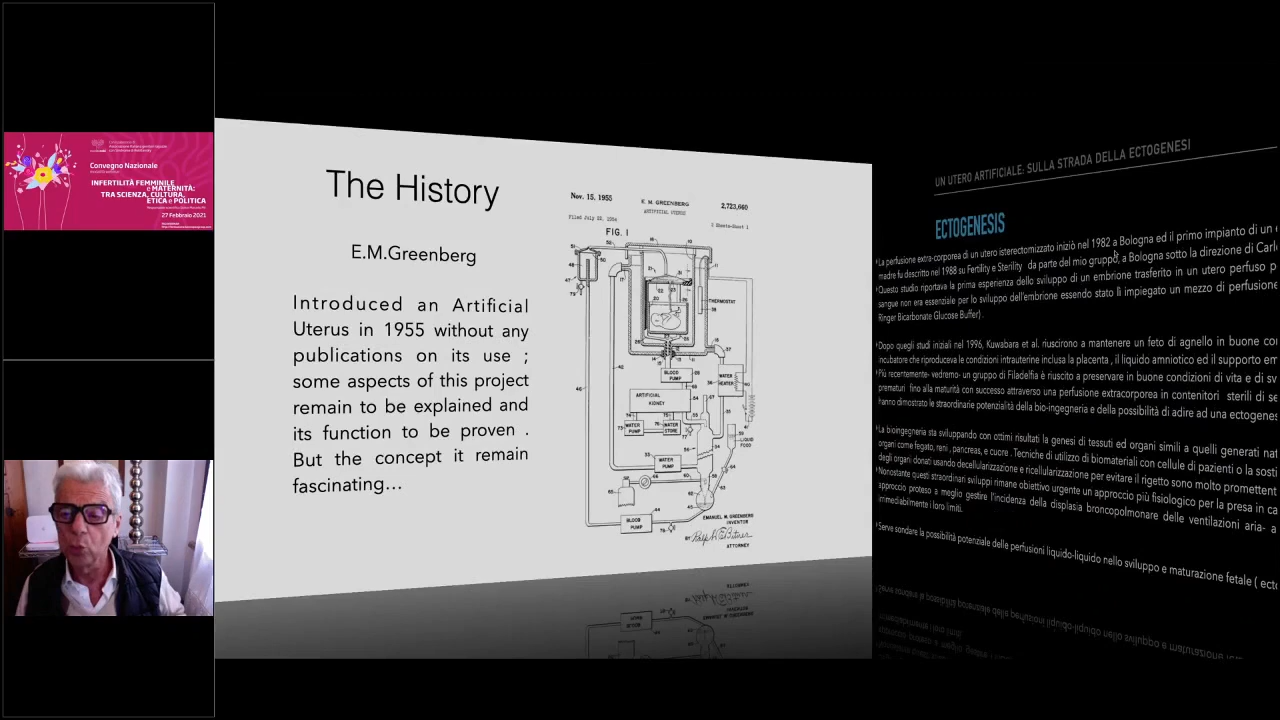 Convegno Nazionale
INFERTILITÀ FEMMINILE
e MATERNITÀ:
TRA SCIENZA, CULTURA,
ETICA e POLITICA
27 Febbraio 2021
The History
E.M.Greenberg
Introduced an Artificial
Uterus in 1955 without any
publications on its use ;
some aspects of this project
remain to be explained and
its function to be proven .
But the concept it remain
fascinating...
Nov. 15, 1955
E. M. GREENBERG
2,723,660
ARTIFICIAL UTERUS
Filed July 22, 1954
2 Sheets-Sheet 1
FIG. 1
THERMOSTAT
BLOOD
PUMP
WATER
HEATER
ARTIFICIAL
KIDNEY
WATER
PUMP
WATER
STORE
LIQUID
FOOD
WATER
PUMP
BLOOD
PUMP
EMANUEL M. GREENBERG
INVENTOR
BY
ATTORNEY
UN UTERO ARTIFICIALE: SULLA STRADA DELLA ECTOGENESI
ECTOGENESIS
La perfusione extra-corporea di un utero isterectomizzato iniziò nel 1982 a Bologna ed il primo impianto di un
madre fu descritto nel 1988 su Fertility e Sterility da parte del mio gruppo, a Bologna sotto la direzione di
Questo studio riportava la prima esperienza dello sviluppo di un embrione trasferito in un utero perfuso
sangue non era essenziale per lo sviluppo dell'embrione essendo stato lì impiegato un mezzo di perfusione
Ringer Bicarbonate Glucose Buffer) .
Dopo quegli studi iniziali nel 1996, Kuwabara et al. riuscirono a mantenere un feto di agnello in buone
incubatore che riproduceva le condizioni intrauterine inclusa la placenta , il liquido amniotico ed il supporto
Più recentemente- vedremo- un gruppo di Filadelfia è riuscito a preservare in buone condizioni di vita e di
prematuri fino alla maturità con successo attraverso una perfusione extracorporea in contenitori sterili di
hanno dimostrato le straordinarie potenzialità della bio-ingegneria e della possibilità di adire ad una
La bioingegneria sta sviluppando con ottimi risultati la genesi di tessuti ed organi simili a quelli generati
organi come fegato, reni , pancreas, e cuore . Tecniche di utilizzo di biomateriali con cellule di pazienti o la
degli organi donati usando decellularizzazione e ricellularizzazione per evitare il rigetto sono molto
Nonostante questi straordinari sviluppi rimane obiettivo urgente un approccio più fisiologico per la presa in
approccio proteso a meglio gestire l'incidenza della displasia broncopolmonare delle ventilazioni aria-
irrimediabilmente i loro limiti.
Serve sondare la possibilità potenziale delle perfusioni liquido-liquido nello sviluppo e maturazione fetale (